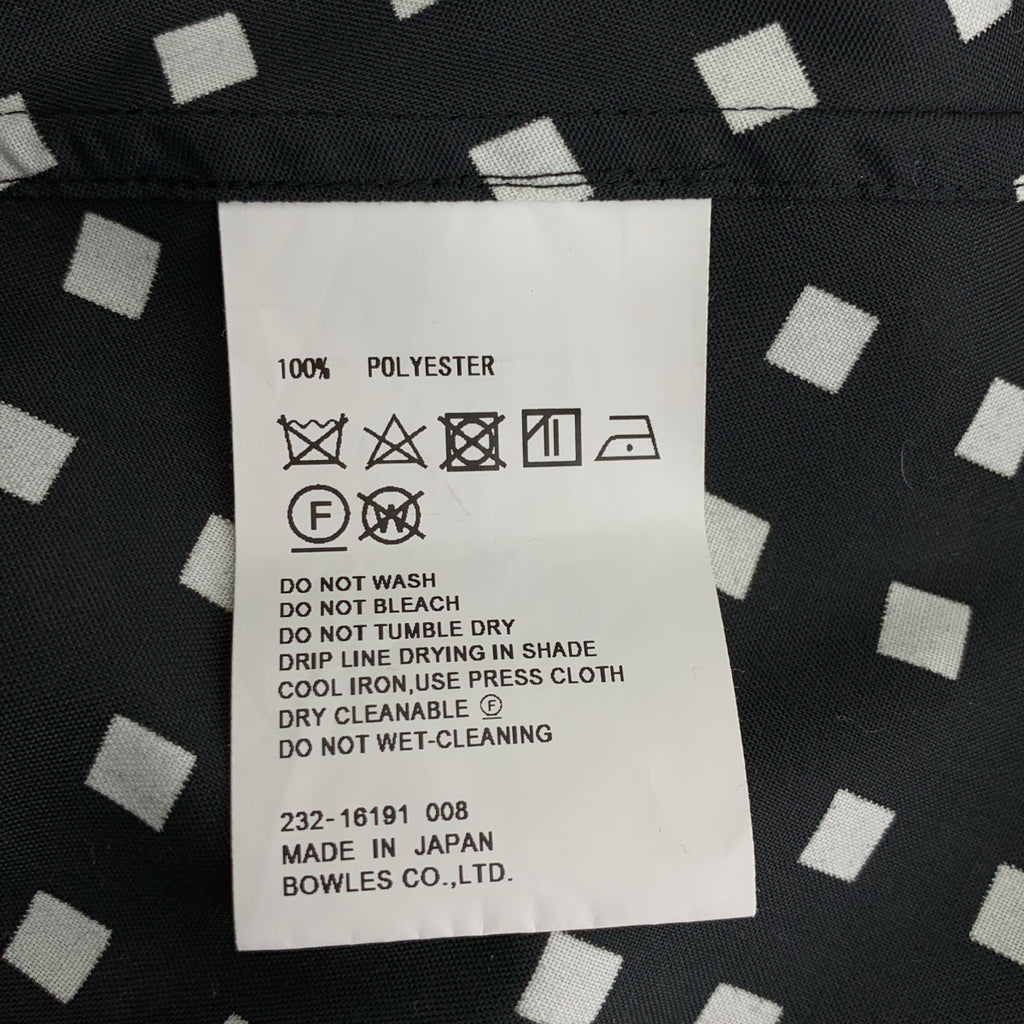 100% POLYESTER
F W
DO NOT WASH
DO NOT BLEACH
DO NOT TUMBLE DRY
DRIP LINE DRYING IN SHADE
COOL IRON,USE PRESS CLOTH
DRY CLEANABLE Ⓕ
DO NOT WET-CLEANING
232-16191 008
MADE IN JAPAN
BOWLES CO.,LTD.